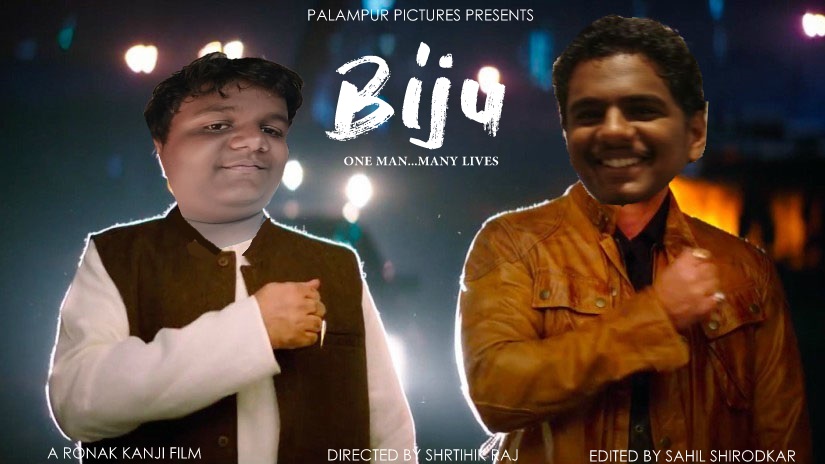 PALAMPUR PICTURES PRESENTS
Biju
ONE MAN...MANY LIVES
A RONAK KANJI FILM
DIRECTED BY SHRTIHIK RAJ
EDITED BY SAHIL SHIRODKAR